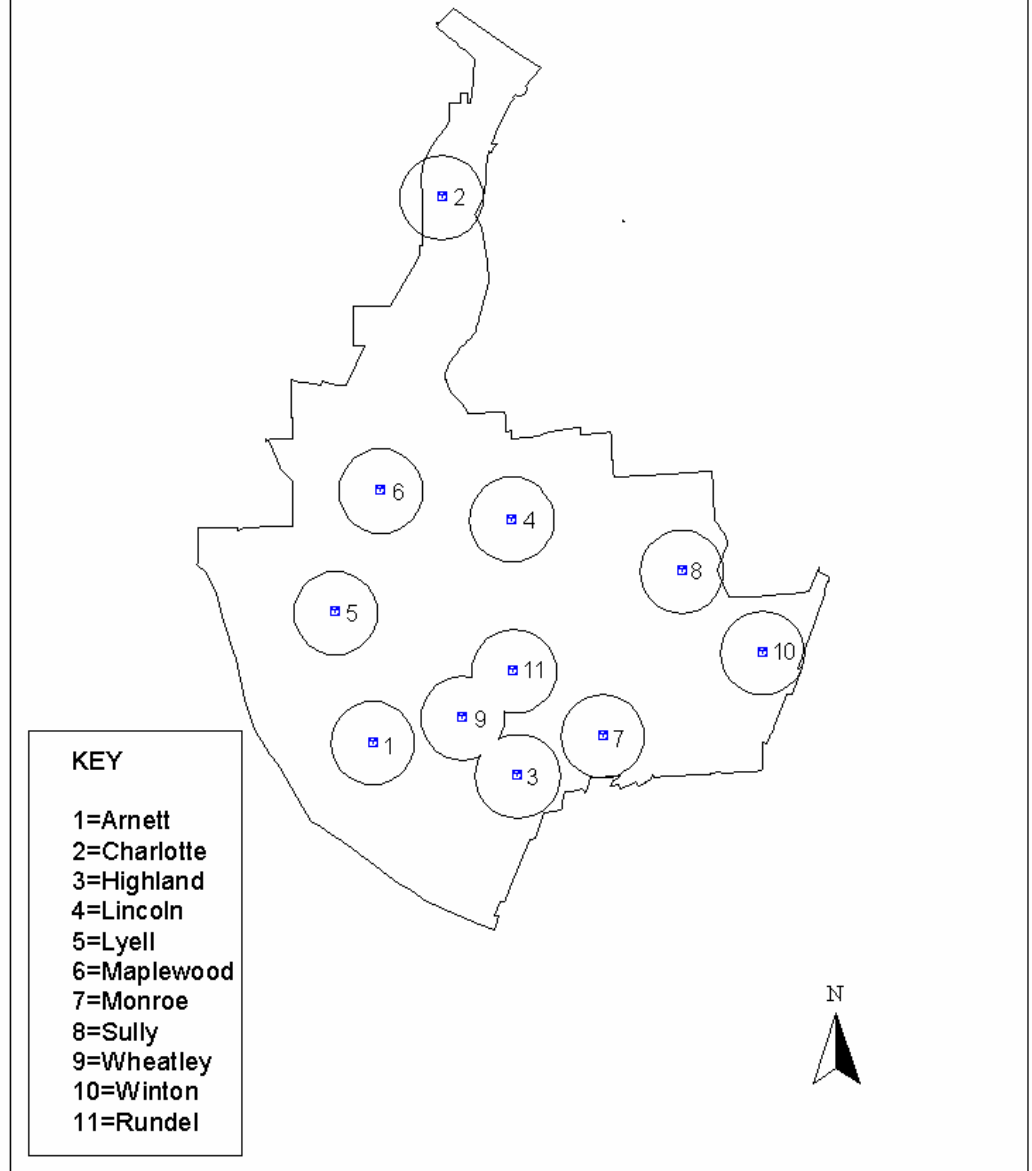 2
6
4
8
5
10
11
9
7
1
3
KEY
1=Arnett
2=Charlotte
3=Highland
4=Lincoln
5=Lyell
6=Maplewood
7=Monroe
8=Sully
9=Wheatley
10=Winton
11=Rundel
N